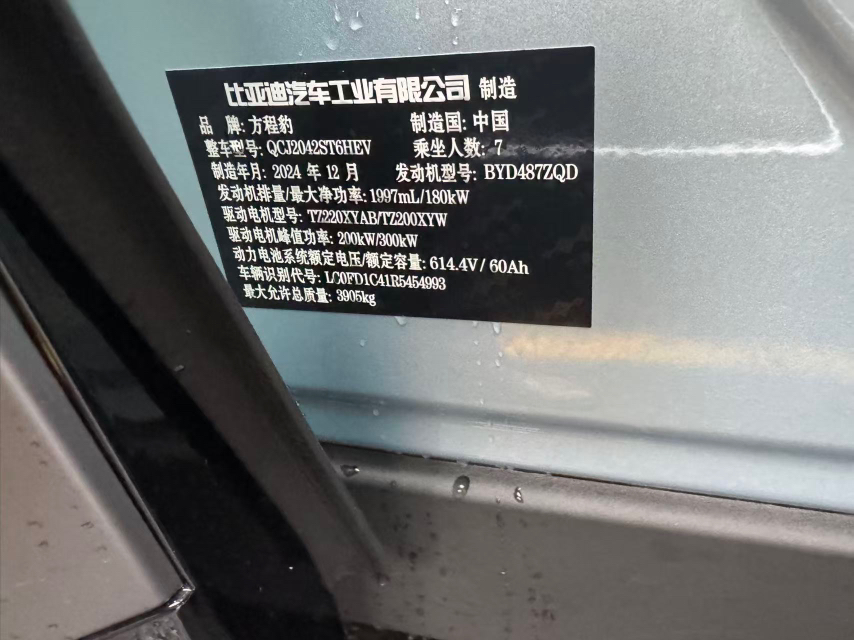 比亚迪汽车工业有限公司 制造
品 牌: 方程豹 制造国: 中国
整车型号: QCJ2042ST6HEV 乘坐人数: 7
制造年月: 2024 年 12 月 发动机型号: BYD487ZQD
发动机排量/最大净功率: 1997mL/180kW
驱动电机型号: TZ220XYAB/TZ200XYW
驱动电机峰值功率: 200kW/300kW
动力电池系统额定电压/额定容量: 614.4V / 60Ah
车辆识别代号: LC0FD1C41R5454993
最大允许总质量: 3905kg